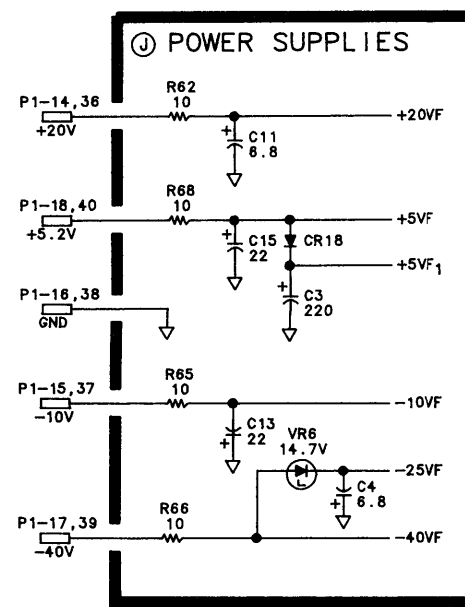 J POWER SUPPLIES
P1-14,36
+20V
R62
10
+
C11
6.8
+20VF
P1-18,40
+5.2V
R68
10
+
C15
22
CR18
+
C3
220
+5VF
+5VF1
P1-16,38
GND
P1-15,37
-10V
R65
10
+
C13
22
-10VF
VR6
14.7V
-25VF
+
C4
6.8
P1-17,39
-40V
R66
10
-40VF